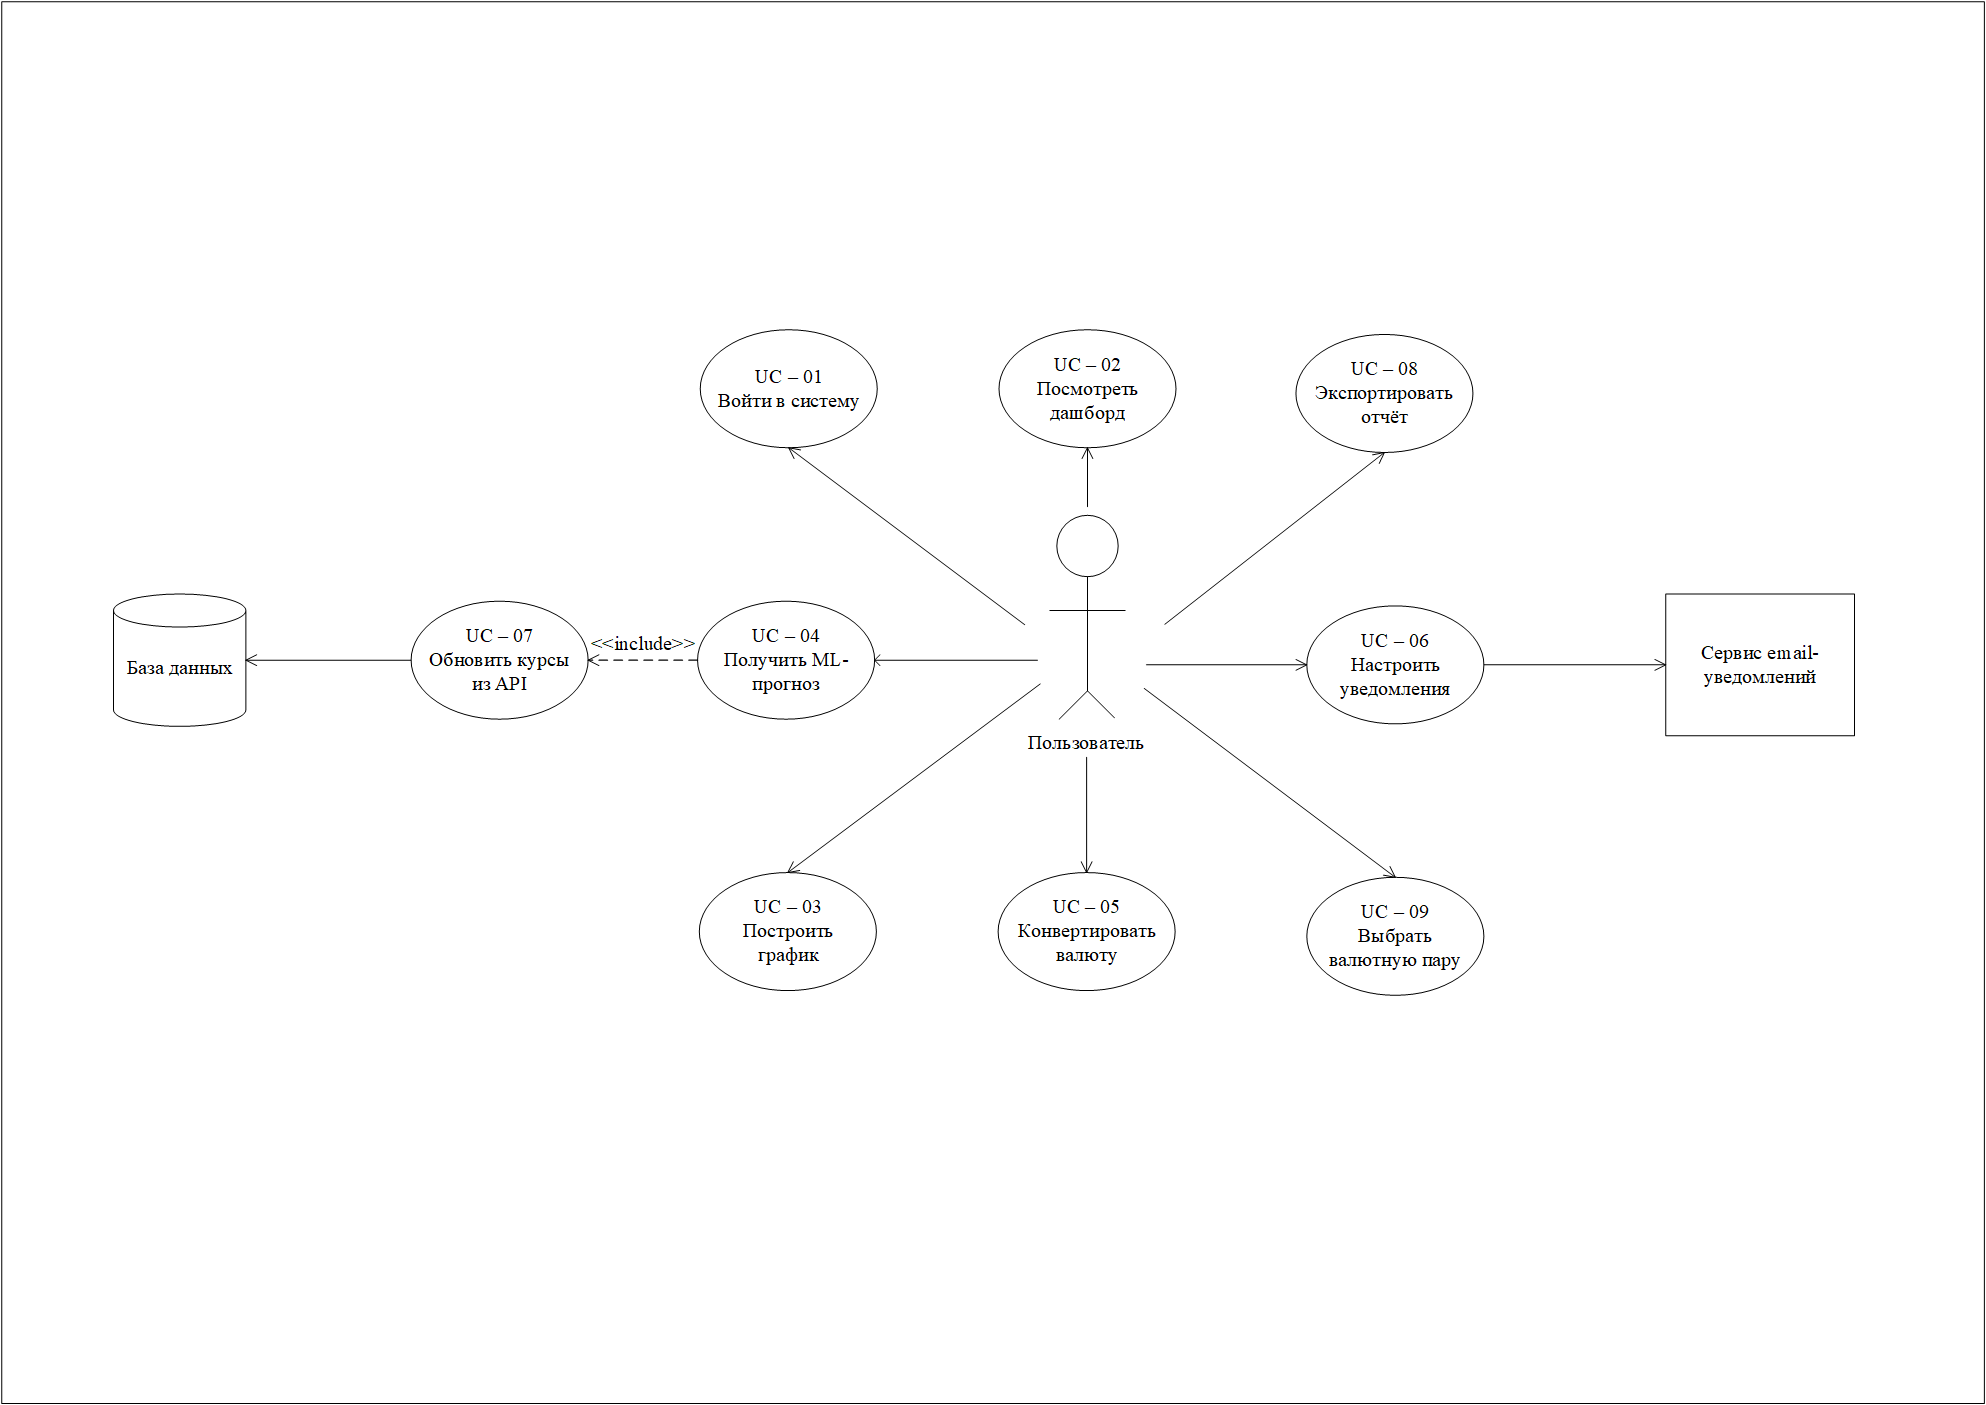 UC – 01
Войти в систему
UC – 02
Посмотреть
дашборд
UC – 08
Экспортировать
отчёт
База данных
UC – 07
Обновить курсы
из API
<<include>>
UC – 04
Получить ML-
прогноз
Пользователь
UC – 06
Настроить
уведомления
Сервис email-
уведомлений
UC – 03
Построить
график
UC – 05
Конвертировать
валюту
UC – 09
Выбрать
валютную пару